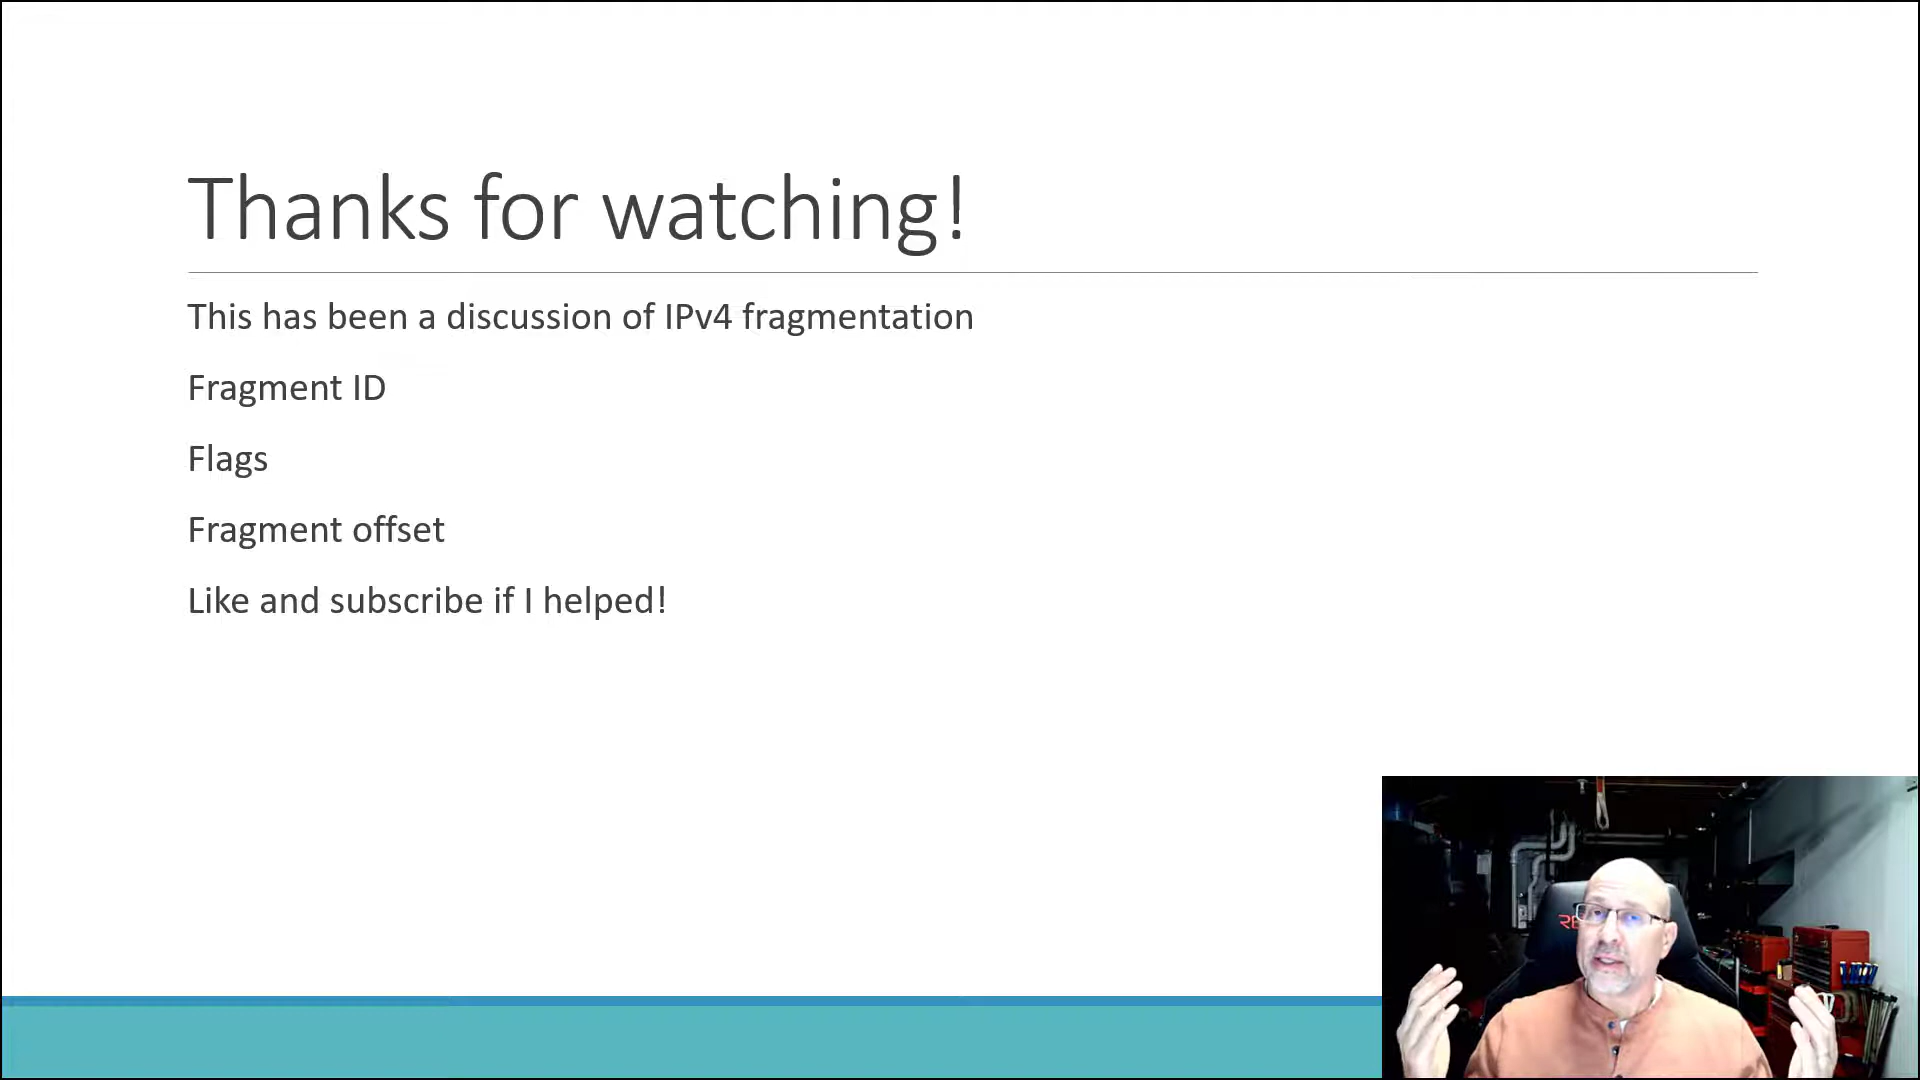 Thanks for watching!
This has been a discussion of IPv4 fragmentation
Fragment ID
Flags
Fragment offset
Like and subscribe if I helped!